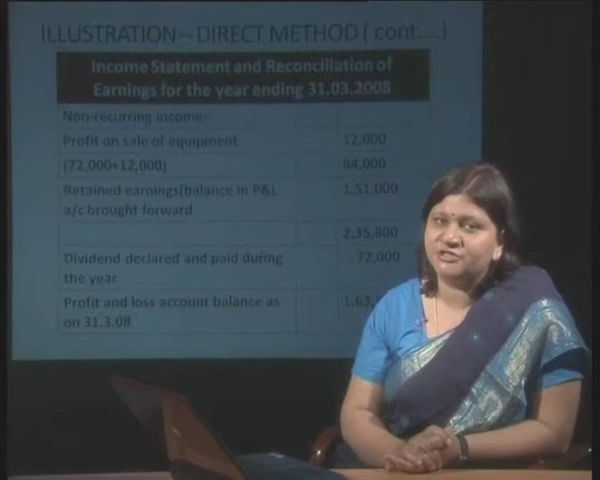 ILLUSTRATION – DIRECT METHOD ( cont....)
Income Statement and Reconciliation of
Earnings for the year ending 31.03.2008
Non-recurring income:
Profit on sale of equipment 12,000
(72,000+12,000) 84,000
Retained earnings(balance in P&L 1,51,000
a/c brought forward
2,35,800
Dividend declared and paid during 72,000
the year
Profit and loss account balance as
on 31.3.08